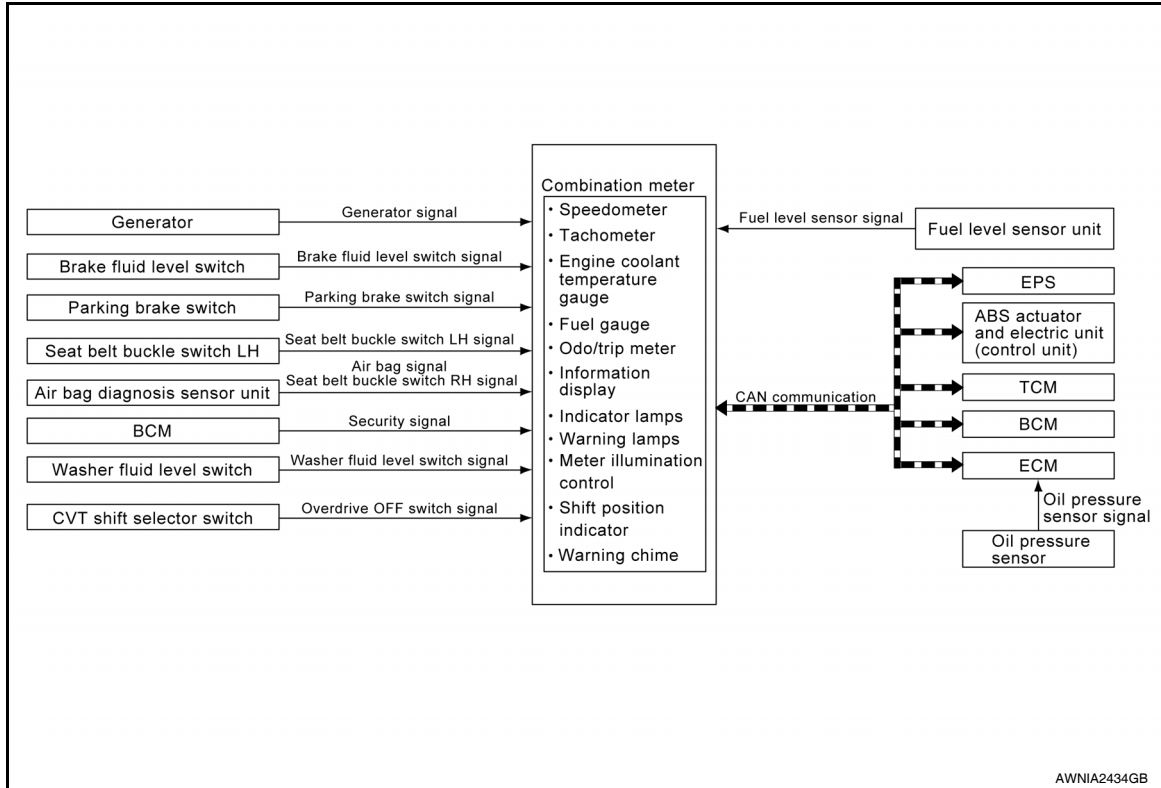 Generator
Generator signal
Brake fluid level switch
Brake fluid level switch signal
Parking brake switch
Parking brake switch signal
Seat belt buckle switch LH
Seat belt buckle switch LH signal
Air bag diagnosis sensor unit
Air bag signal
Seat belt buckle switch RH signal
BCM
Security signal
Washer fluid level switch
Washer fluid level switch signal
CVT shift selector switch
Overdrive OFF switch signal
Combination meter
· Speedometer
· Tachometer
· Engine coolant
temperature
gauge
· Fuel gauge
· Odo/trip meter
· Information
display
· Indicator lamps
· Warning lamps
· Meter illumination
control
· Shift position
indicator
· Warning chime
Fuel level sensor signal
Fuel level sensor unit
CAN communication
EPS
ABS actuator
and electric unit
(control unit)
TCM
BCM
ECM
Oil pressure
sensor signal
Oil pressure
sensor
AWNIA2434GB